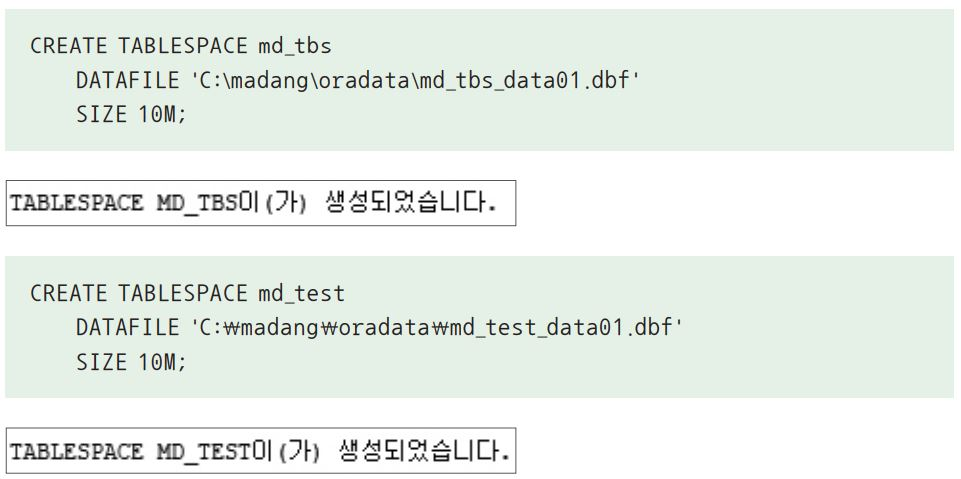 CREATE TABLESPACE md_tbs
DATAFILE 'C:\madang\oradata\md_tbs_data01.dbf'
SIZE 10M;
TABLESPACE MD_TBS이(가) 생성되었습니다.
CREATE TABLESPACE md_test
DATAFILE 'C:₩madang₩oradata₩md_test_data01.dbf'
SIZE 10M;
TABLESPACE MD_TEST이(가) 생성되었습니다.